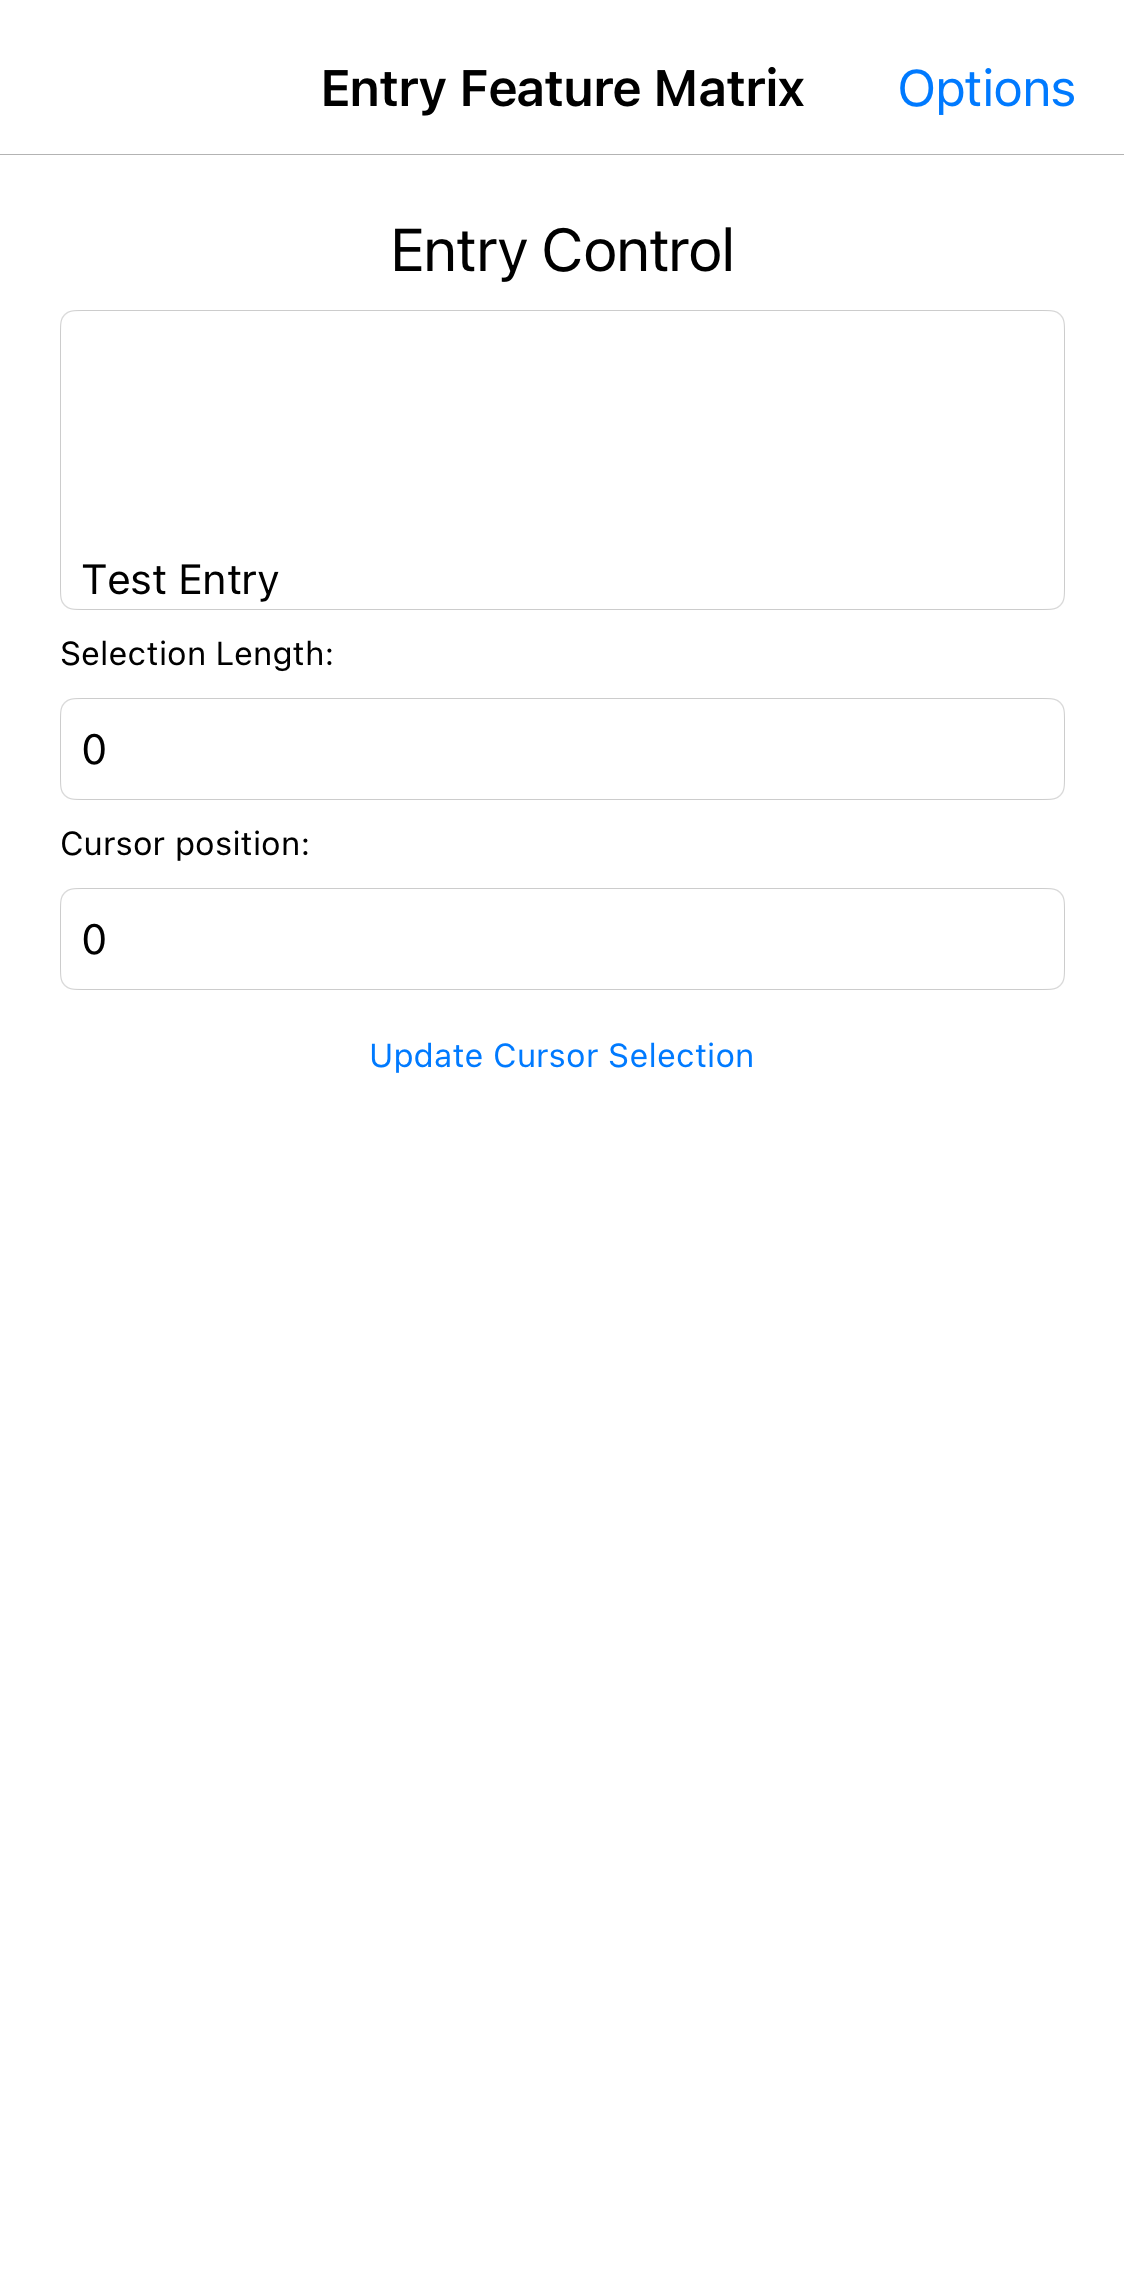 Entry Feature Matrix Options
Entry Control
Test Entry
Selection Length:
0
Cursor position:
0
Update Cursor Selection